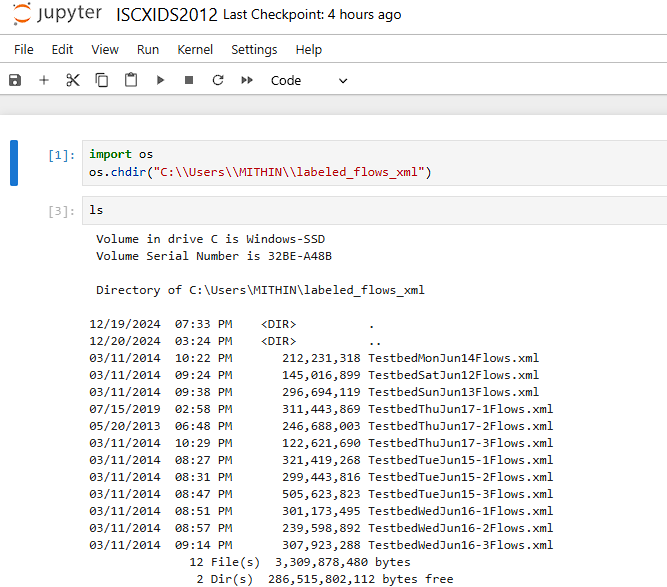 jupyter ISCXIDS2012 Last Checkpoint: 4 hours ago
File Edit View Run Kernel Settings Help
Code
[1]: import os
os.chdir("C:\\Users\\MITHIN\\labeled_flows_xml")
[3]: ls
Volume in drive C is Windows-SSD
Volume Serial Number is 32BE-A48B
Directory of C:\Users\MITHIN\labeled_flows_xml
12/19/2024  07:33 PM    <DIR>          .
12/20/2024  03:24 PM    <DIR>          ..
03/11/2014  10:22 PM       212,231,318 TestbedMonJun14Flows.xml
03/11/2014  09:24 PM       145,016,899 TestbedSatJun12Flows.xml
03/11/2014  09:38 PM       296,694,119 TestbedSunJun13Flows.xml
07/15/2019  02:58 PM       311,443,869 TestbedThuJun17-1Flows.xml
05/20/2013  06:48 PM       246,688,003 TestbedThuJun17-2Flows.xml
03/11/2014  10:29 PM       122,621,690 TestbedThuJun17-3Flows.xml
03/11/2014  08:27 PM       321,419,268 TestbedTueJun15-1Flows.xml
03/11/2014  08:31 PM       299,443,816 TestbedTueJun15-2Flows.xml
03/11/2014  08:47 PM       505,623,823 TestbedTueJun15-3Flows.xml
03/11/2014  08:51 PM       301,173,495 TestbedWedJun16-1Flows.xml
03/11/2014  08:57 PM       239,598,892 TestbedWedJun16-2Flows.xml
03/11/2014  09:14 PM       307,923,288 TestbedWedJun16-3Flows.xml
12 File(s)  3,309,878,480 bytes
2 Dir(s)  286,515,802,112 bytes free